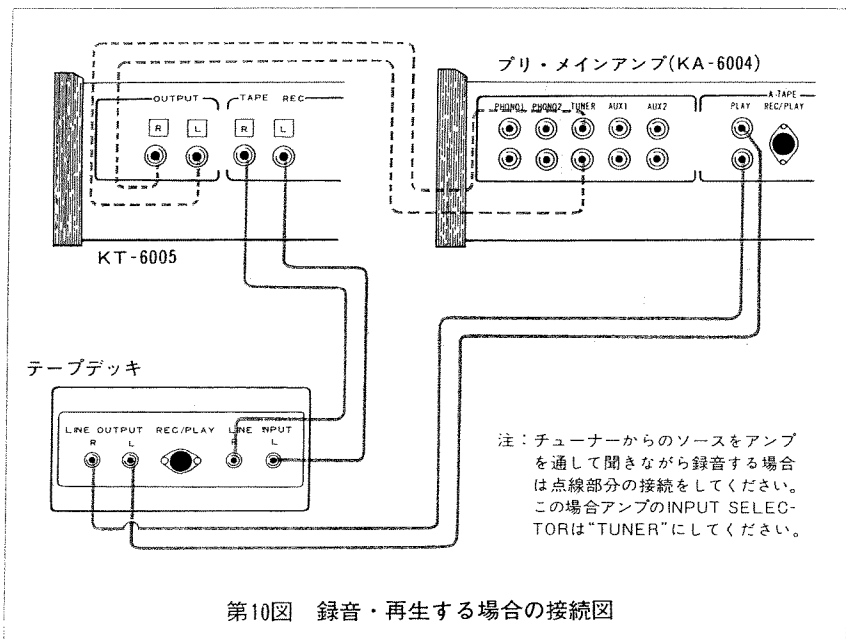 プリ・メインアンプ(KA-6004)
OUTPUT
TAPE REC
R L R L
A-TAPE
PHONO1 PHONO2 TUNER AUX1 AUX2 PLAY REC/PLAY
KT-6005
テープデッキ
LINE OUTPUT REC/PLAY LINE INPUT
R L R L
注：チューナーからのソースをアンプ
を通して聞きながら録音する場合
は点線部分の接続をしてください。
この場合アンプのINPUT SELEC-
TORは“TUNER”にしてください。
第10図 録音・再生する場合の接続図